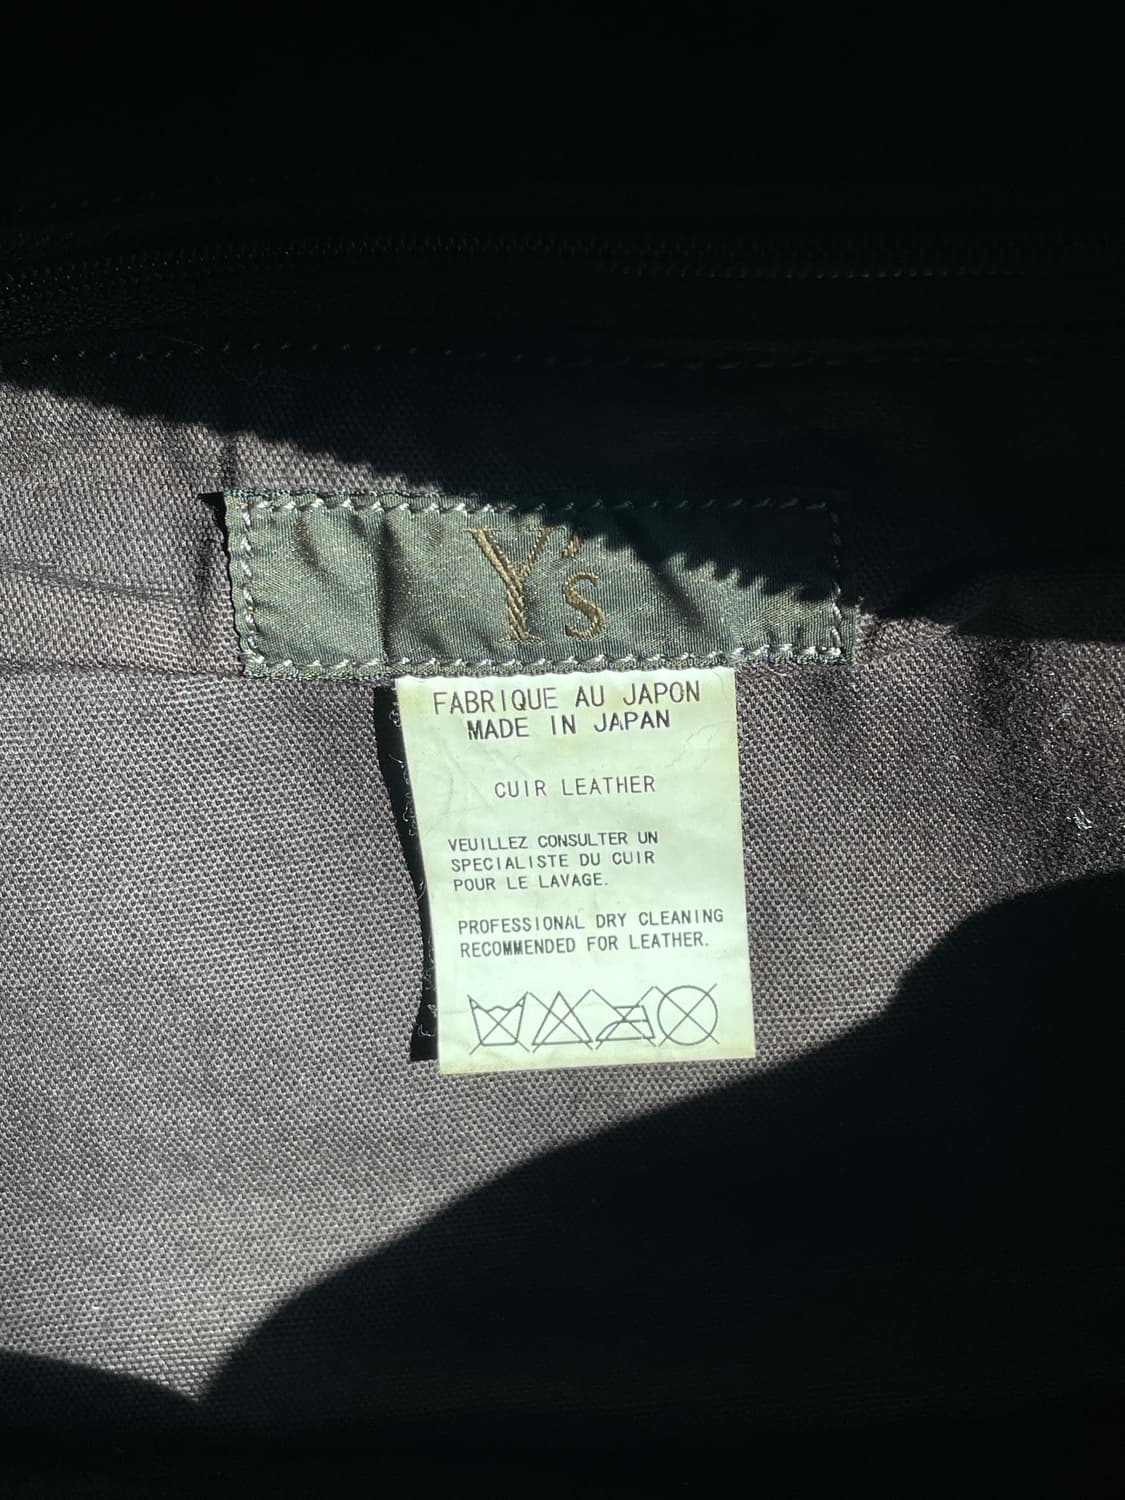 Y's
FABRIQUE AU JAPON
MADE IN JAPAN
CUIR LEATHER
VEUILLEZ CONSULTER UN
SPECIALISTE DU CUIR
POUR LE LAVAGE.
PROFESSIONAL DRY CLEANING
RECOMMENDED FOR LEATHER.